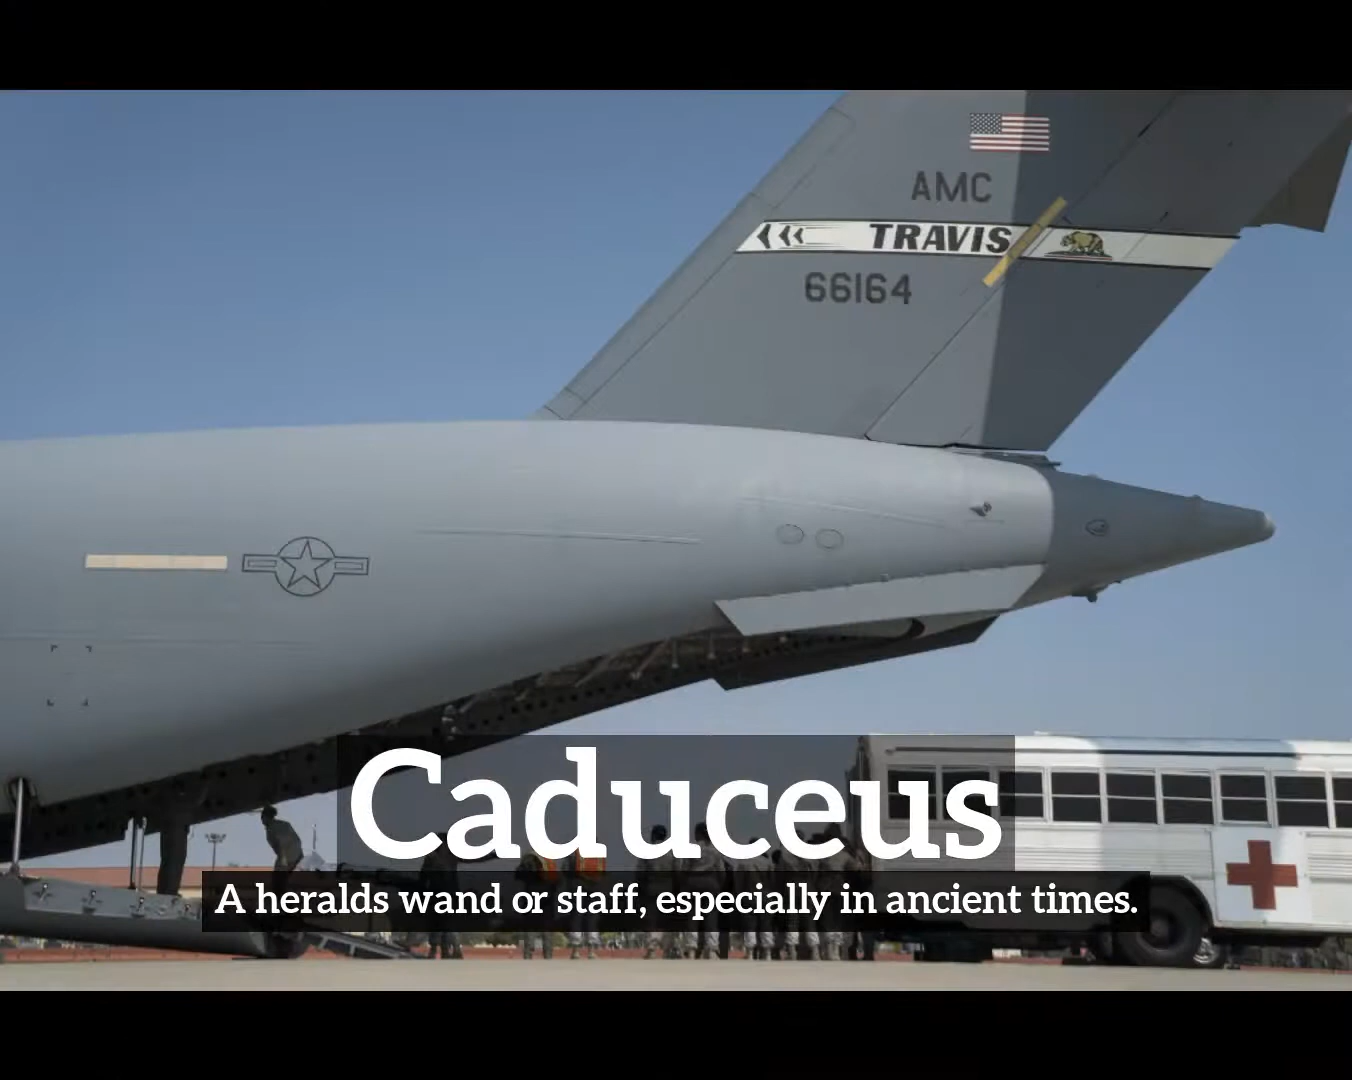 AMC
TRAVIS
66164
Caduceus
A heralds wand or staff, especially in ancient times.